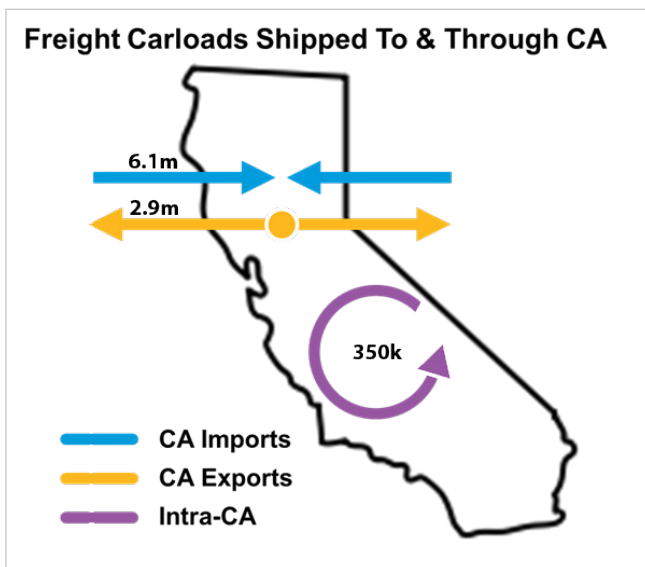 Freight Carloads Shipped To & Through CA
6.1m
2.9m
350k
CA Imports
CA Exports
Intra-CA